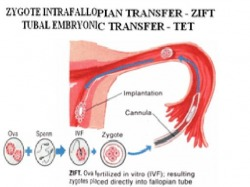 ZYGOTE INTRAFALLOPIAN TRANSFER - ZIFT
TUBAL EMBRYONIC TRANSFER - TET
Implantation
Cannula
Ova
Sperm
IVF
Zygote
ZIFT. Ova fertilized in vitro (IVF); resulting
zygotes placed directly into fallopian tube